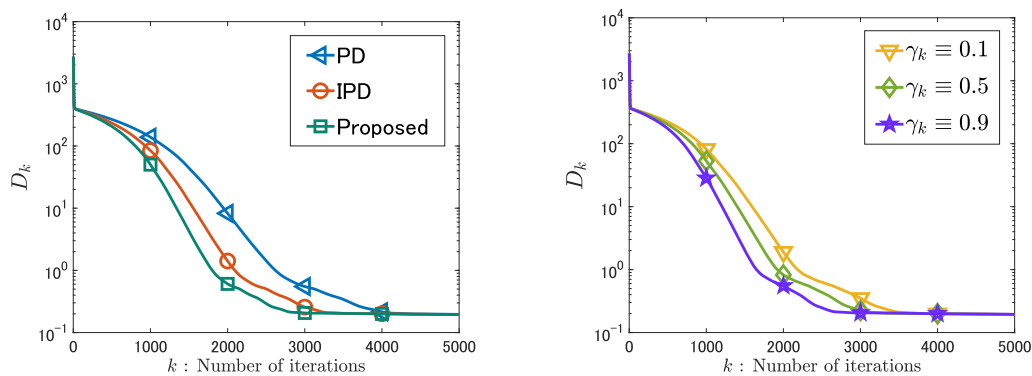 10^4
10^3
10^2
10^1
10^0
10^-1
D_k
0 1000 2000 3000 4000 5000
k : Number of iterations
PD
IPD
Proposed
10^4
10^3
10^2
10^1
10^0
10^-1
D_k
0 1000 2000 3000 4000 5000
k : Number of iterations
γ_k ≡ 0.1
γ_k ≡ 0.5
γ_k ≡ 0.9